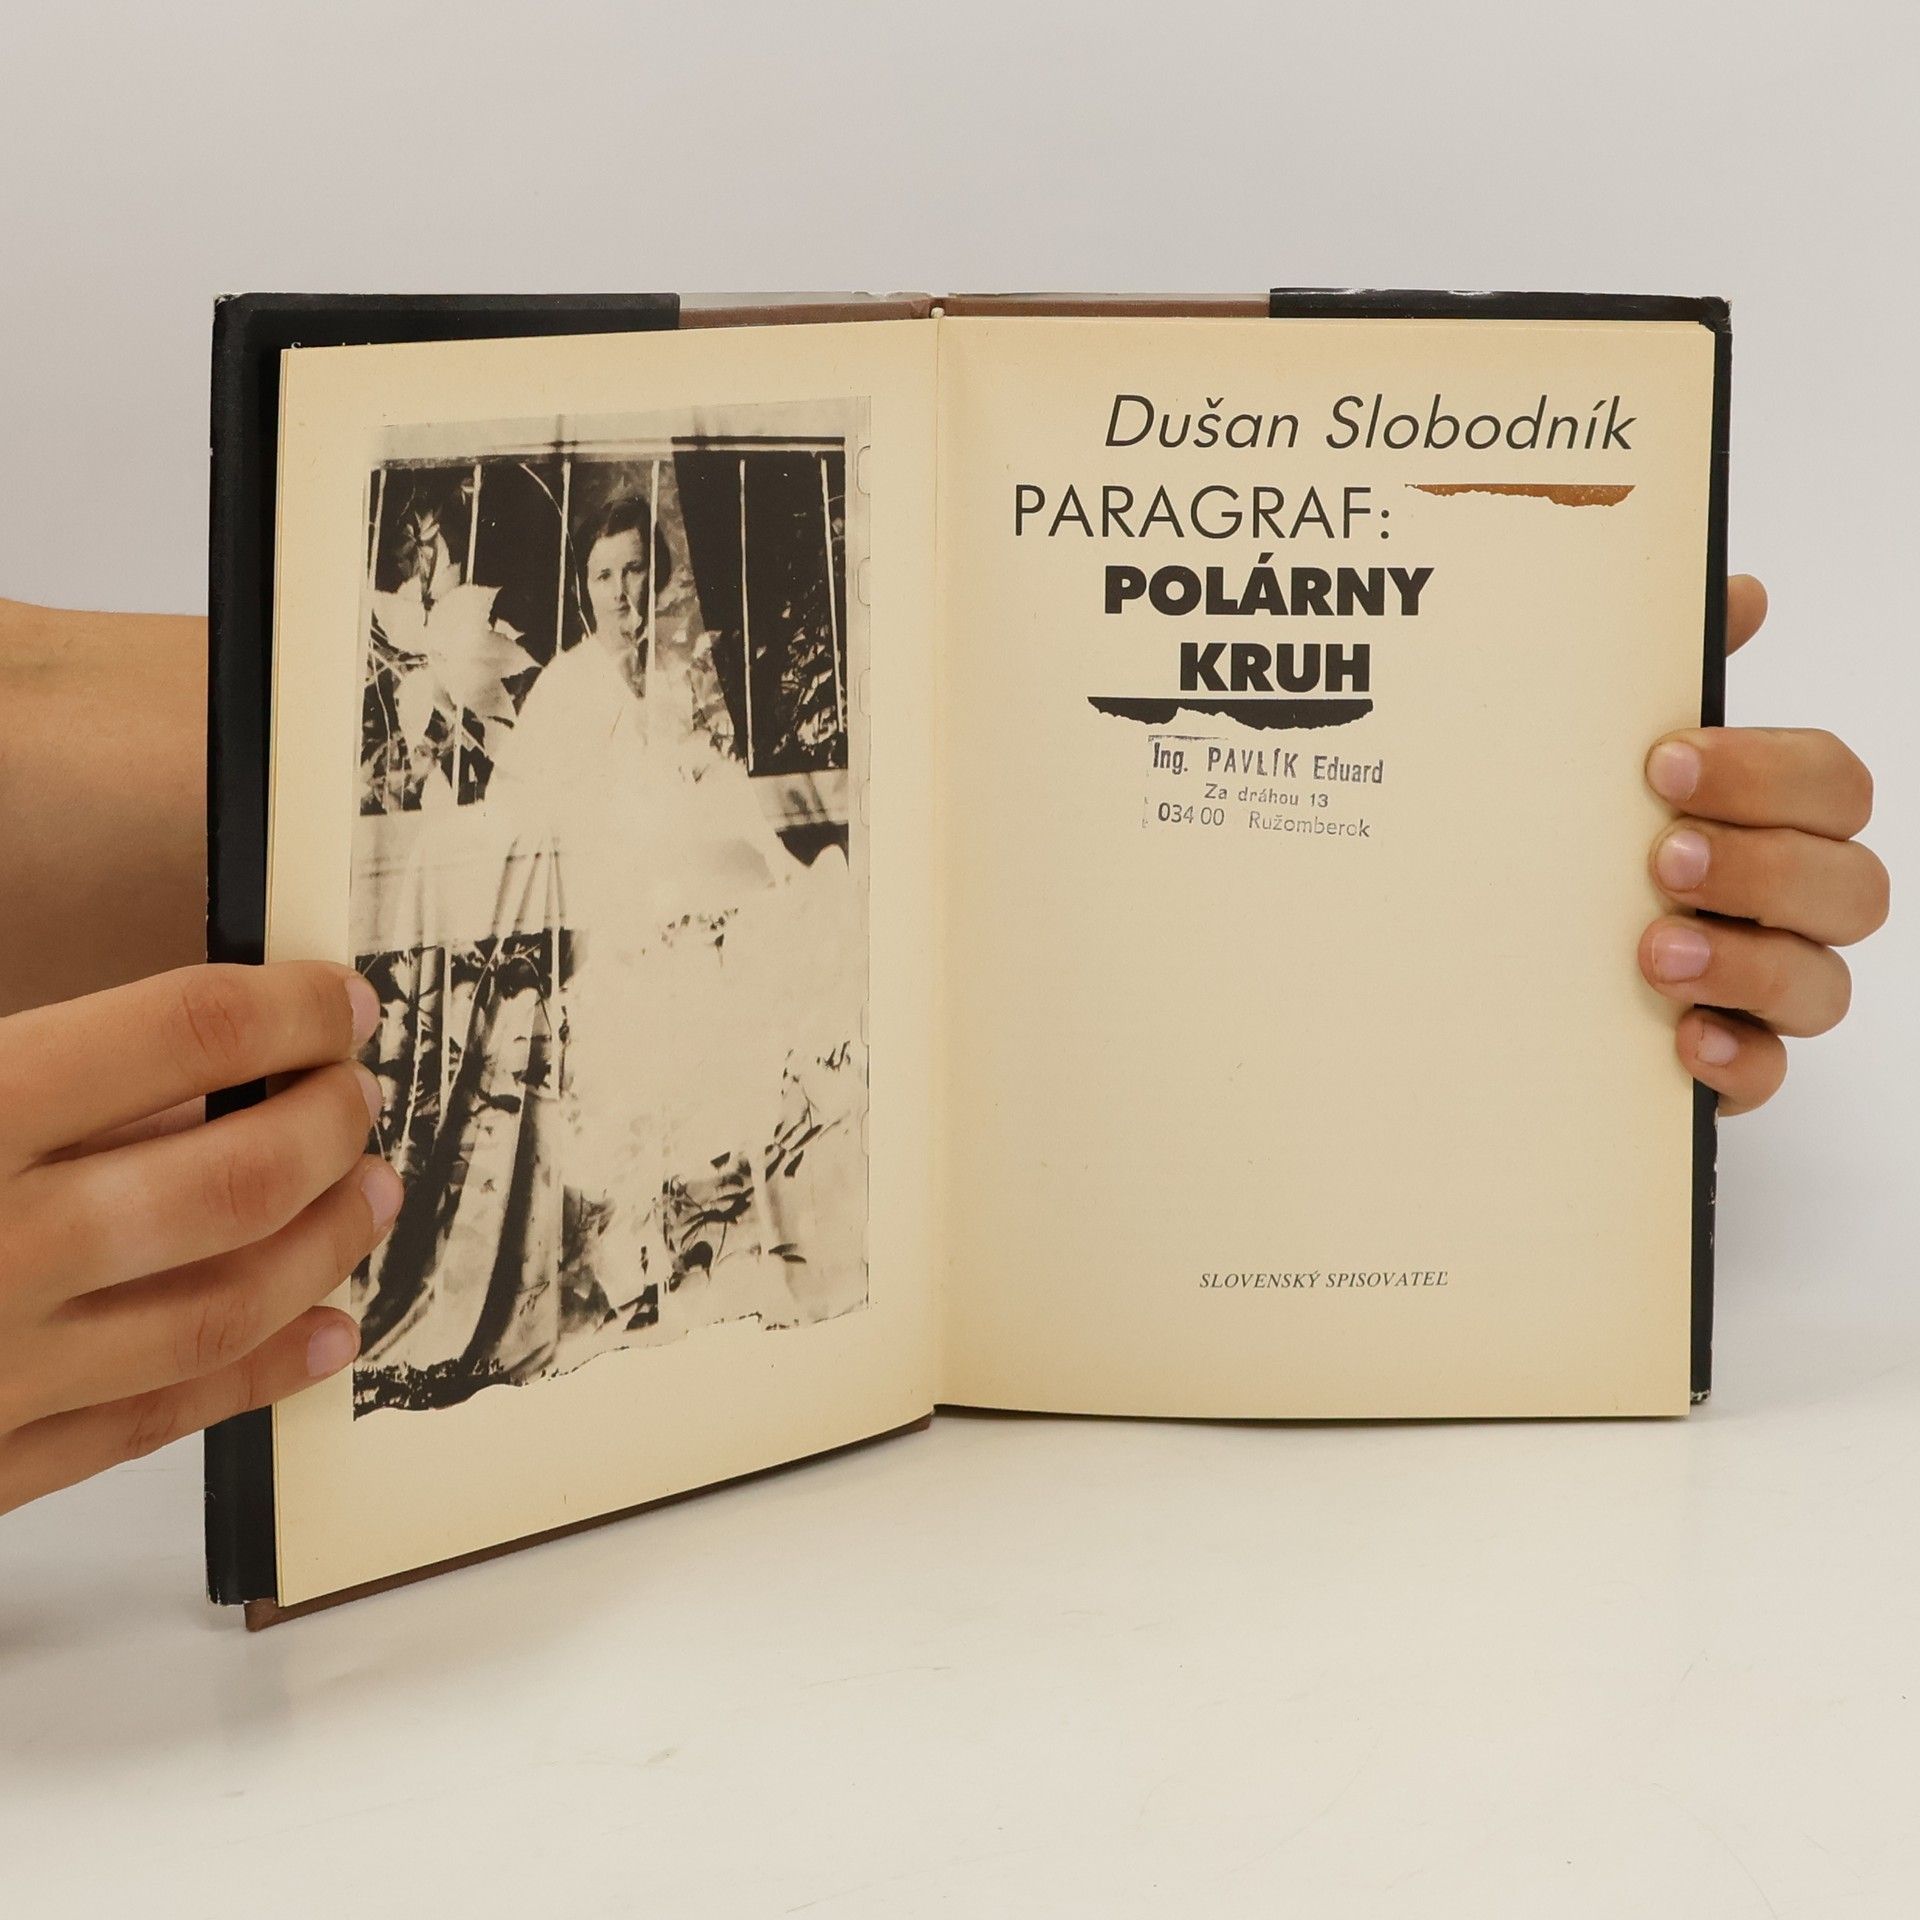 Dušan Slobodník
PARAGRAF:
POLÁRNY
KRUH
Ing. PAVLÍK Eduard
Za dráhou 13
034 00 Ružomberok
SLOVENSKÝ SPISOVATEĽ